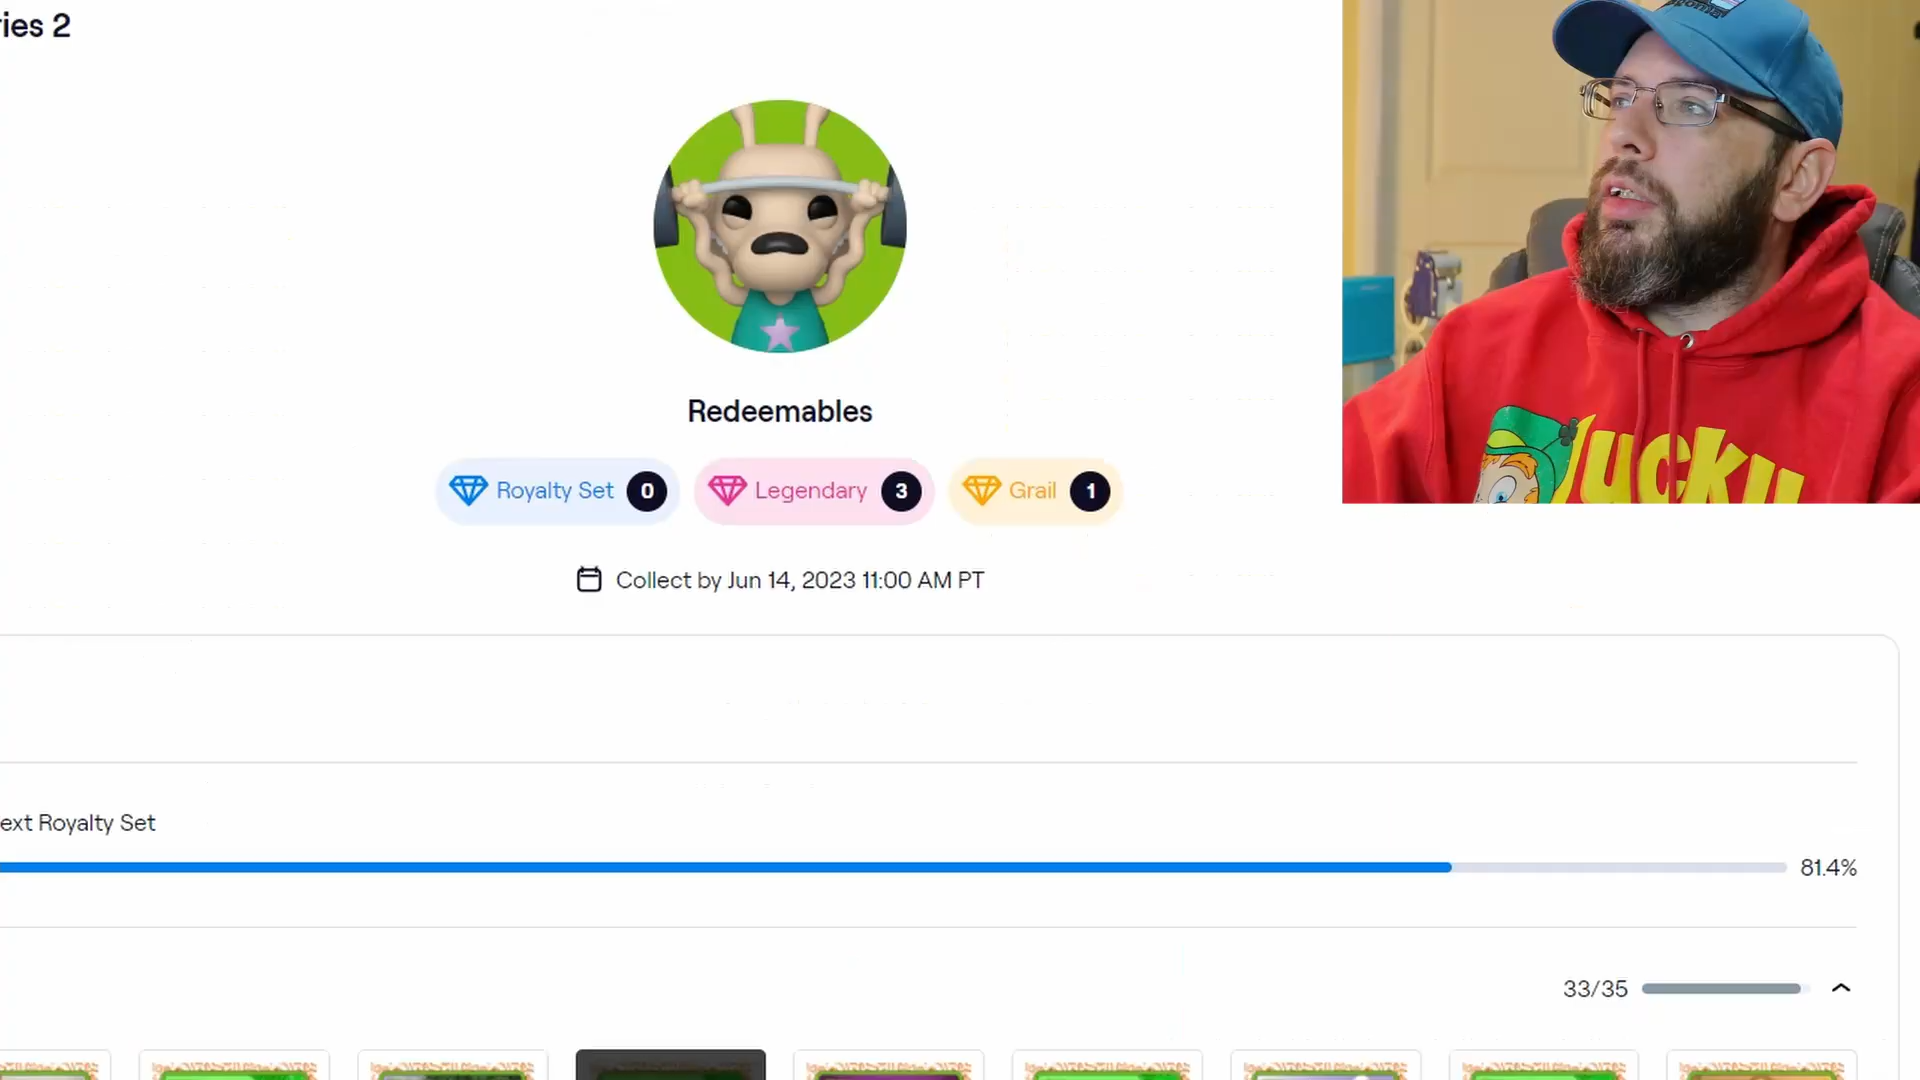 ies 2
Redeemables
Royalty Set 0
Legendary 3
Grail 1
Collect by Jun 14, 2023 11:00 AM PT
ext Royalty Set
81.4%
33/35
Lucky